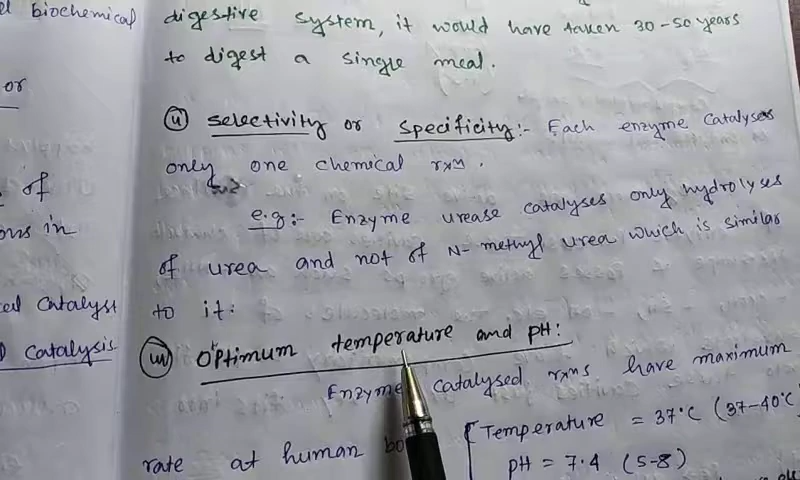 biochemical
or
of
ons in
Catalyst
Catalysis
digestive system, it would have taken 30-50 years
to digest a single meal.
(ii) Selectivity or Specificity:- Each enzyme catalyses
only one chemical rxn.
e.g:- Enzyme urease catalyses only hydrolyses
of urea and not of N-methyl urea which is similar
to it.
(iii) Optimum temperature and pH:
Enzyme catalysed rxns have maximum
rate at human
Temperature = 37°C (37-40°C
pH = 7.4 (5-8)